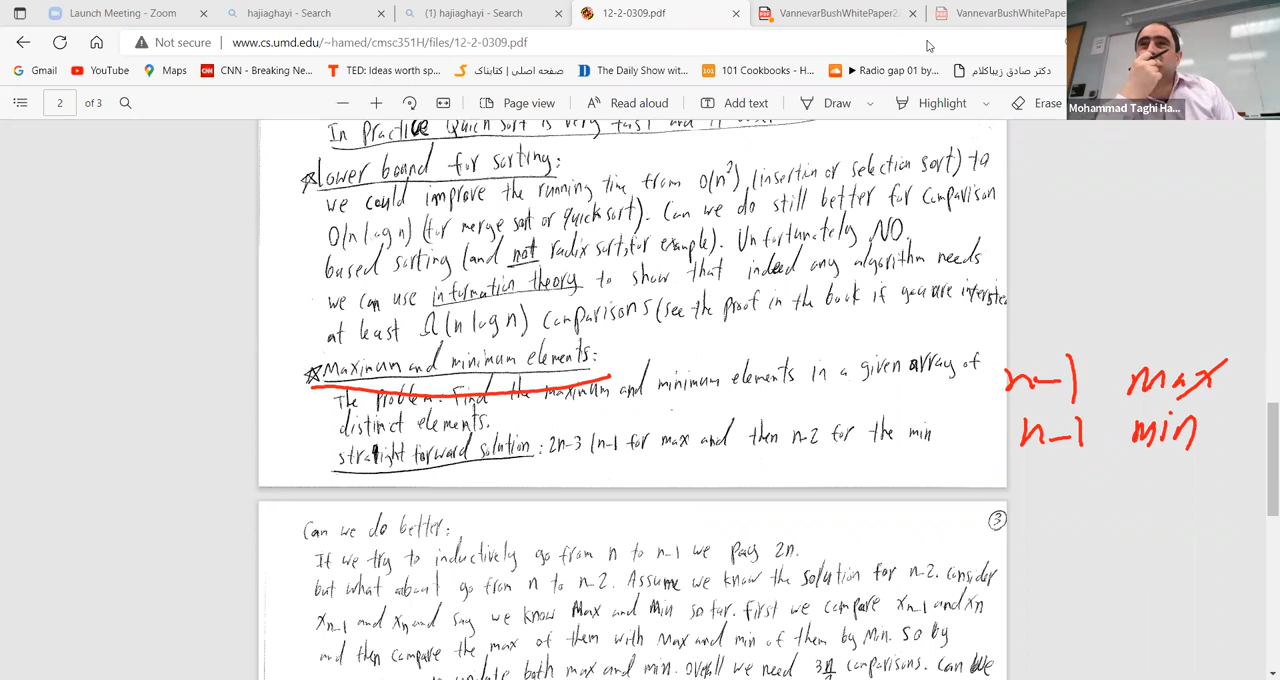 Launch Meeting - Zoom
hajiaghayi - Search
(1) hajiaghayi - Search
12-2-0309.pdf
VannevarBushWhitePaper2
VannevarBushWhitePape
Not secure
www.cs.umd.edu/~hamed/cmsc351H/files/12-2-0309.pdf
Gmail
YouTube
Maps
CNN - Breaking Ne...
TED: Ideas worth sp...
صفحه اصلی | کتابناک
The Daily Show wit...
101 Cookbooks - H...
Radio gap 01 by...
دکتر صادق زیباکلام
Mohammad Taghi Ha...
2 of 3
Page view
Read aloud
Add text
Draw
Highlight
Erase
In practice Quick sort is very fast and
Lower bound for sorting:
we could improve the running time from O(n²) (insertion or selection sort) to
O(n log n) (for merge sort or quicksort). Can we do still better for comparison
based sorting (and not radix sort, for example). Unfortunately NO.
we can use information theory to show that indeed any algorithm needs
at least Ω(n log n) comparisons (see the proof in the book if you are
Maximum and minimum elements:
The problem. Find the maximum and minimum elements in a given array of
distinct elements.
straight forward solution: 2n-3 (n-1 for max and then n-2 for the min
n-1 max
n-1 min
3
Can we do better:
If we try to inductively go from n to n-1 we pay 2n.
but what about go from n to n-2. Assume we know the solution for n-2. consider
xn-1 and xn and say we know Max and Min so far. First we compare xn-1 and xn
and then compare the max of them with Max and min of them by Min. so by
update both max and min. overall we need 3n/2 comparisons. Can we